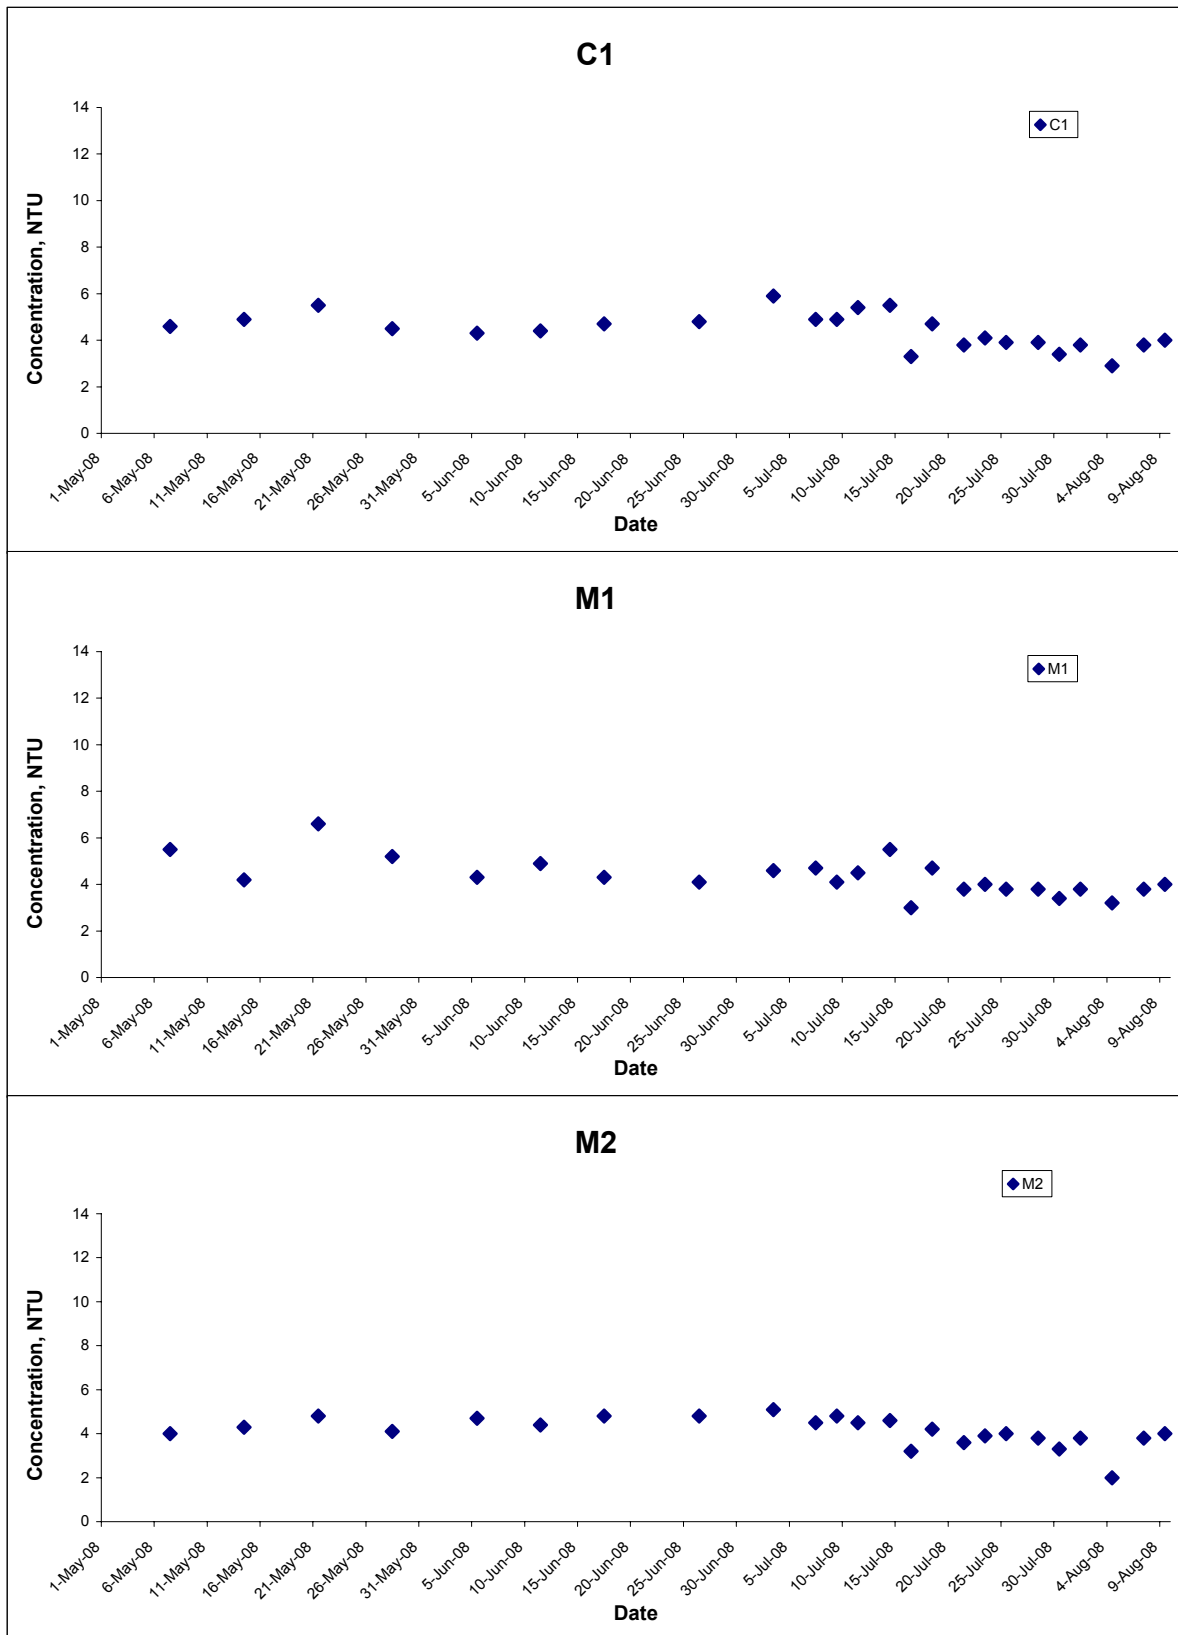 C1
14
12
10
8
6
4
2
0
Concentration, NTU
C1
1-May-08
6-May-08
11-May-08
16-May-08
21-May-08
26-May-08
31-May-08
5-Jun-08
10-Jun-08
15-Jun-08
20-Jun-08
25-Jun-08
30-Jun-08
5-Jul-08
10-Jul-08
15-Jul-08
20-Jul-08
25-Jul-08
30-Jul-08
4-Aug-08
9-Aug-08
Date
M1
14
12
10
8
6
4
2
0
Concentration, NTU
M1
1-May-08
6-May-08
11-May-08
16-May-08
21-May-08
26-May-08
31-May-08
5-Jun-08
10-Jun-08
15-Jun-08
20-Jun-08
25-Jun-08
30-Jun-08
5-Jul-08
10-Jul-08
15-Jul-08
20-Jul-08
25-Jul-08
30-Jul-08
4-Aug-08
9-Aug-08
Date
M2
14
12
10
8
6
4
2
0
Concentration, NTU
M2
1-May-08
6-May-08
11-May-08
16-May-08
21-May-08
26-May-08
31-May-08
5-Jun-08
10-Jun-08
15-Jun-08
20-Jun-08
25-Jun-08
30-Jun-08
5-Jul-08
10-Jul-08
15-Jul-08
20-Jul-08
25-Jul-08
30-Jul-08
4-Aug-08
9-Aug-08
Date